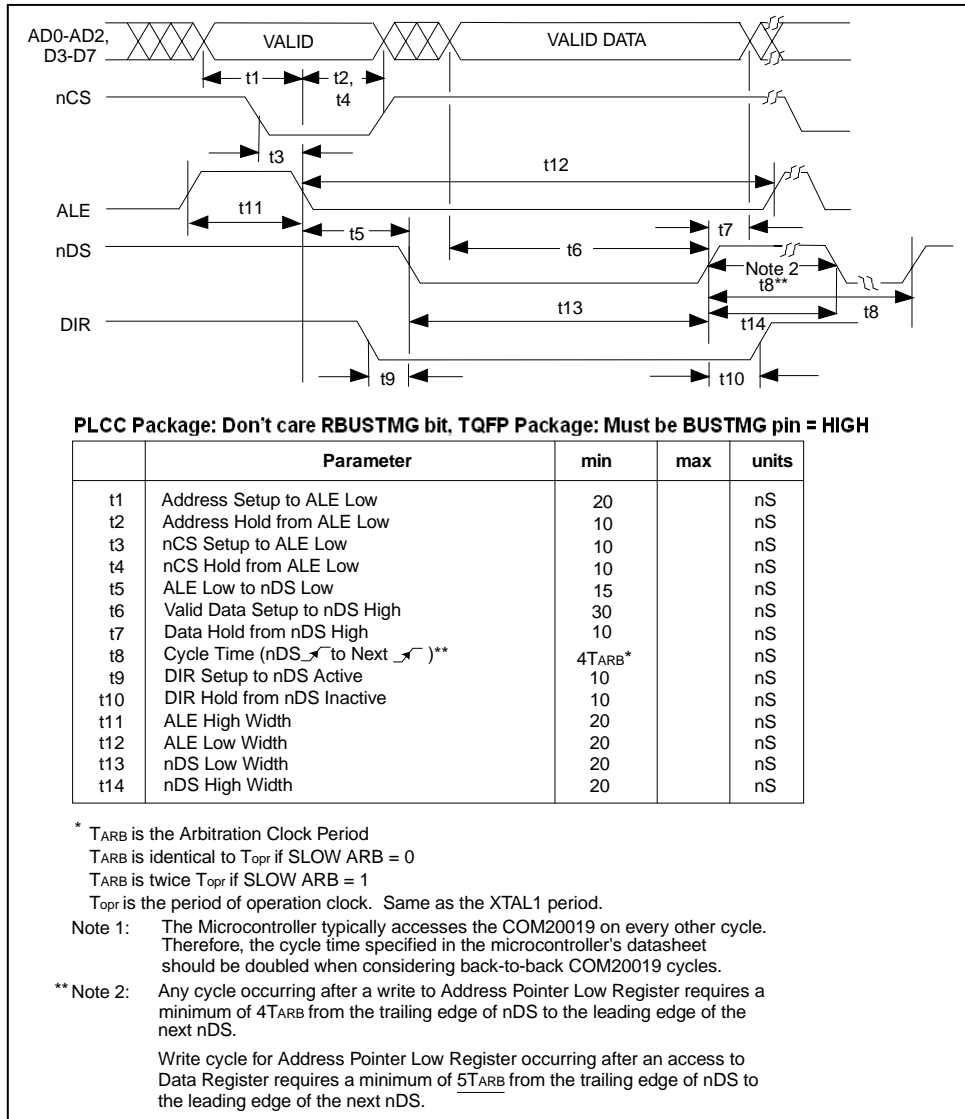 AD0-AD2,
D3-D7
VALID
VALID DATA
t1
t2,
t4
nCS
t3
t12
ALE
t11
t5
t7
nDS
t6
Note 2
t8**
t8
t13
DIR
t14
t9
t10
PLCC Package: Don't care RBUSTMG bit, TQFP Package: Must be BUSTMG pin = HIGH
Parameter min max units
t1 Address Setup to ALE Low 20 nS
t2 Address Hold from ALE Low 10 nS
t3 nCS Setup to ALE Low 10 nS
t4 nCS Hold from ALE Low 10 nS
t5 ALE Low to nDS Low 15 nS
t6 Valid Data Setup to nDS High 30 nS
t7 Data Hold from nDS High 10 nS
t8 Cycle Time (nDS to Next )** 4TARB* nS
t9 DIR Setup to nDS Active 10 nS
t10 DIR Hold from nDS Inactive 10 nS
t11 ALE High Width 20 nS
t12 ALE Low Width 20 nS
t13 nDS Low Width 20 nS
t14 nDS High Width 20 nS
* TARB is the Arbitration Clock Period
TARB is identical to Topr if SLOW ARB = 0
TARB is twice Topr if SLOW ARB = 1
Topr is the period of operation clock. Same as the XTAL1 period.
Note 1: The Microcontroller typically accesses the COM20019 on every other cycle.
Therefore, the cycle time specified in the microcontroller's datasheet
should be doubled when considering back-to-back COM20019 cycles.
** Note 2: Any cycle occurring after a write to Address Pointer Low Register requires a
minimum of 4TARB from the trailing edge of nDS to the leading edge of the
next nDS.
Write cycle for Address Pointer Low Register occurring after an access to
Data Register requires a minimum of 5TARB from the trailing edge of nDS to
the leading edge of the next nDS.